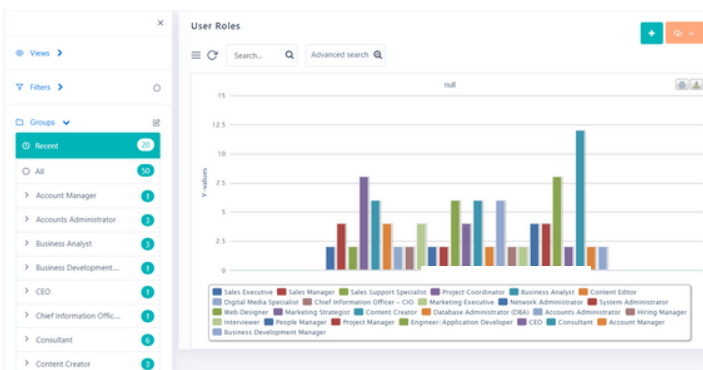 ×
User Roles
+
Views
Search..
Advanced search
Filters
null
Groups
15
12.5
10
7.5
5
2.5
0
Y-values
Recent 20
All 50
Account Manager 1
Accounts Administrator 3
Business Analyst 3
Business Development... 1
CEO 1
Chief Information Offic... 1
Consultant 6
Content Creator 3
Sales Executive Sales Manager Sales Support Specialist Project Coordinator Business Analyst Content Editor
Digital Media Specialist Chief Information Officer - CIO Marketing Executive Network Administrator System Administrator
Web Designer Marketing Strategist Content Creator Database Administrator (DBA) Accounts Administrator Hiring Manager
Interviewer People Manager Project Manager Engineer/Application Developer CEO Consultant Account Manager
Business Development Manager